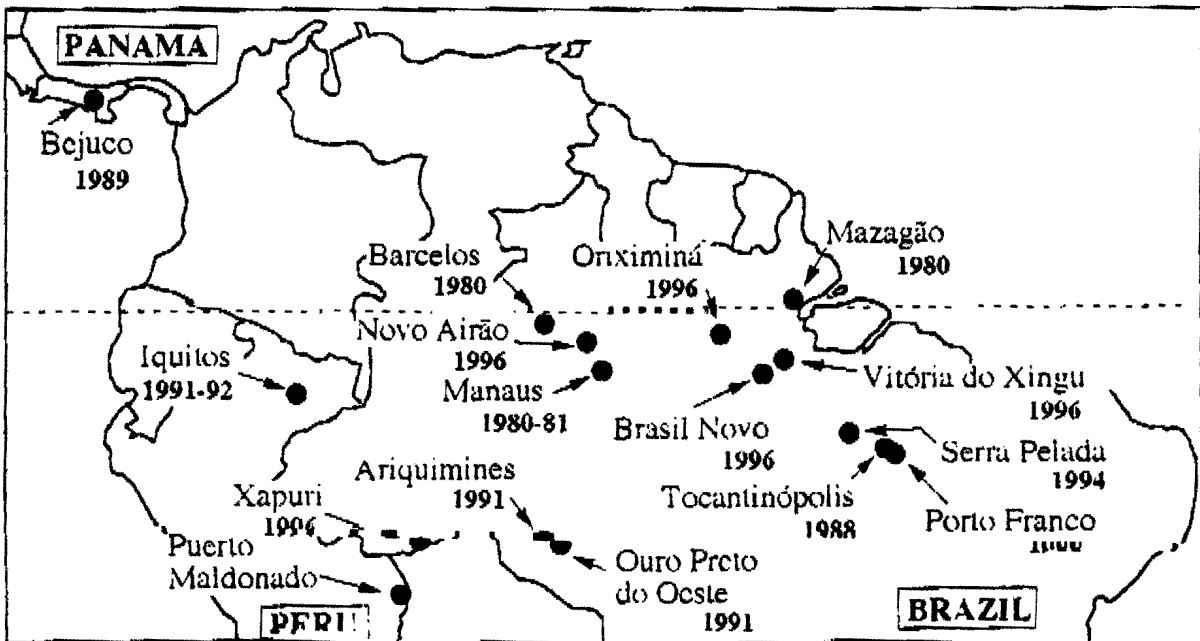 PANAMA
Bejuco
1989
Mazagão
1980
Barcelos
1980
Oriximiná
1996
Novo Airão
1996
Iquitos
1991-92
Manaus
1980-81
Vitória do Xingu
1996
Brasil Novo
1996
Serra Pelada
1994
Ariquimines
1991
Tocantinópolis
1988
Porto Franco
Xapuri
Puerto
Maldonado
Ouro Preto
do Oeste
1991
PERU
BRAZIL